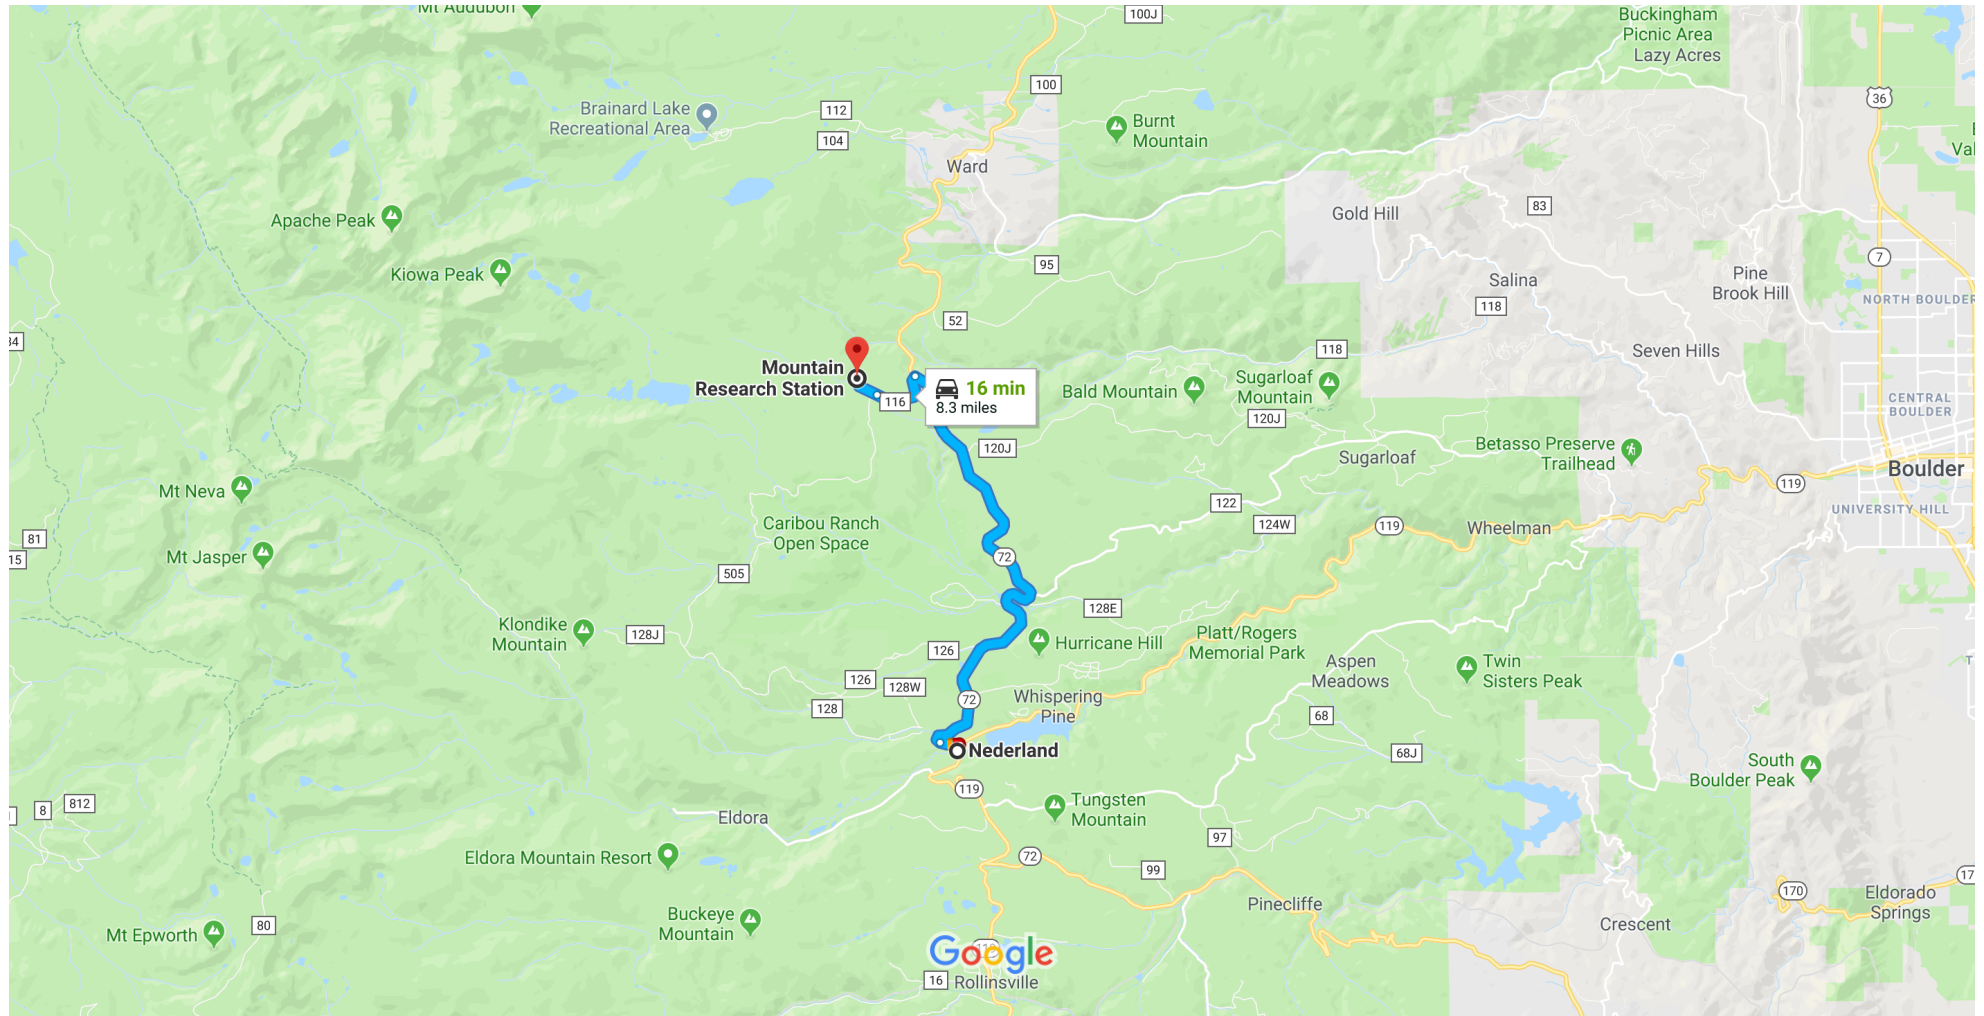 Mt Audubon
100J
Buckingham
Picnic Area
Lazy Acres
100
36
Brainard Lake
Recreational Area
112
104
Burnt
Mountain
Ward
Apache Peak
Gold Hill
83
Kiowa Peak
95
7
Salina
118
Pine
Brook Hill
NORTH BOULDER
52
34
118
Seven Hills
Mountain
Research Station
116
16 min
8.3 miles
Bald Mountain
Sugarloaf
Mountain
120J
CENTRAL
BOULDER
120J
Sugarloaf
Betasso Preserve
Trailhead
Boulder
119
Mt Neva
122
124W
119
Wheelman
UNIVERSITY HILL
Caribou Ranch
Open Space
81
15
Mt Jasper
72
505
128E
Klondike
Mountain
128J
126
Hurricane Hill
Platt/Rogers
Memorial Park
Aspen
Meadows
Twin
Sisters Peak
126
128W
72
Whispering
Pine
128
68
Nederland
68J
South
Boulder Peak
119
812
8
Eldora
Tungsten
Mountain
97
Eldora Mountain Resort
72
99
170
17
Eldorado
Springs
Pinecliffe
Buckeye
Mountain
80
Mt Epworth
Crescent
Google
16
Rollinsville